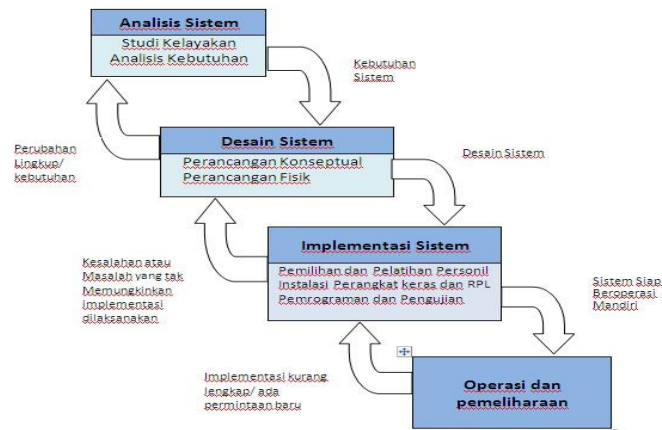 Analisis Sistem
Studi Kelayakan
Analisis Kebutuhan
Kebutuhan
Sistem
Perubahan
Lingkup/
kebutuhan
Desain Sistem
Perancangan Konseptual
Perancangan Fisik
Desain Sistem
Kesalahan atau
Masalah yang tak
Memungkinkan
implementasi
dilaksanakan
Implementasi Sistem
Pemilihan dan Pelatihan Personil
Instalasi Perangkat keras dan RPL
Pemrograman dan Pengujian
Sistem Siap
Beroperasi
Mandiri
Implementasi kurang
lengkap/ ada
permintaan baru
Operasi dan
pemeliharaan